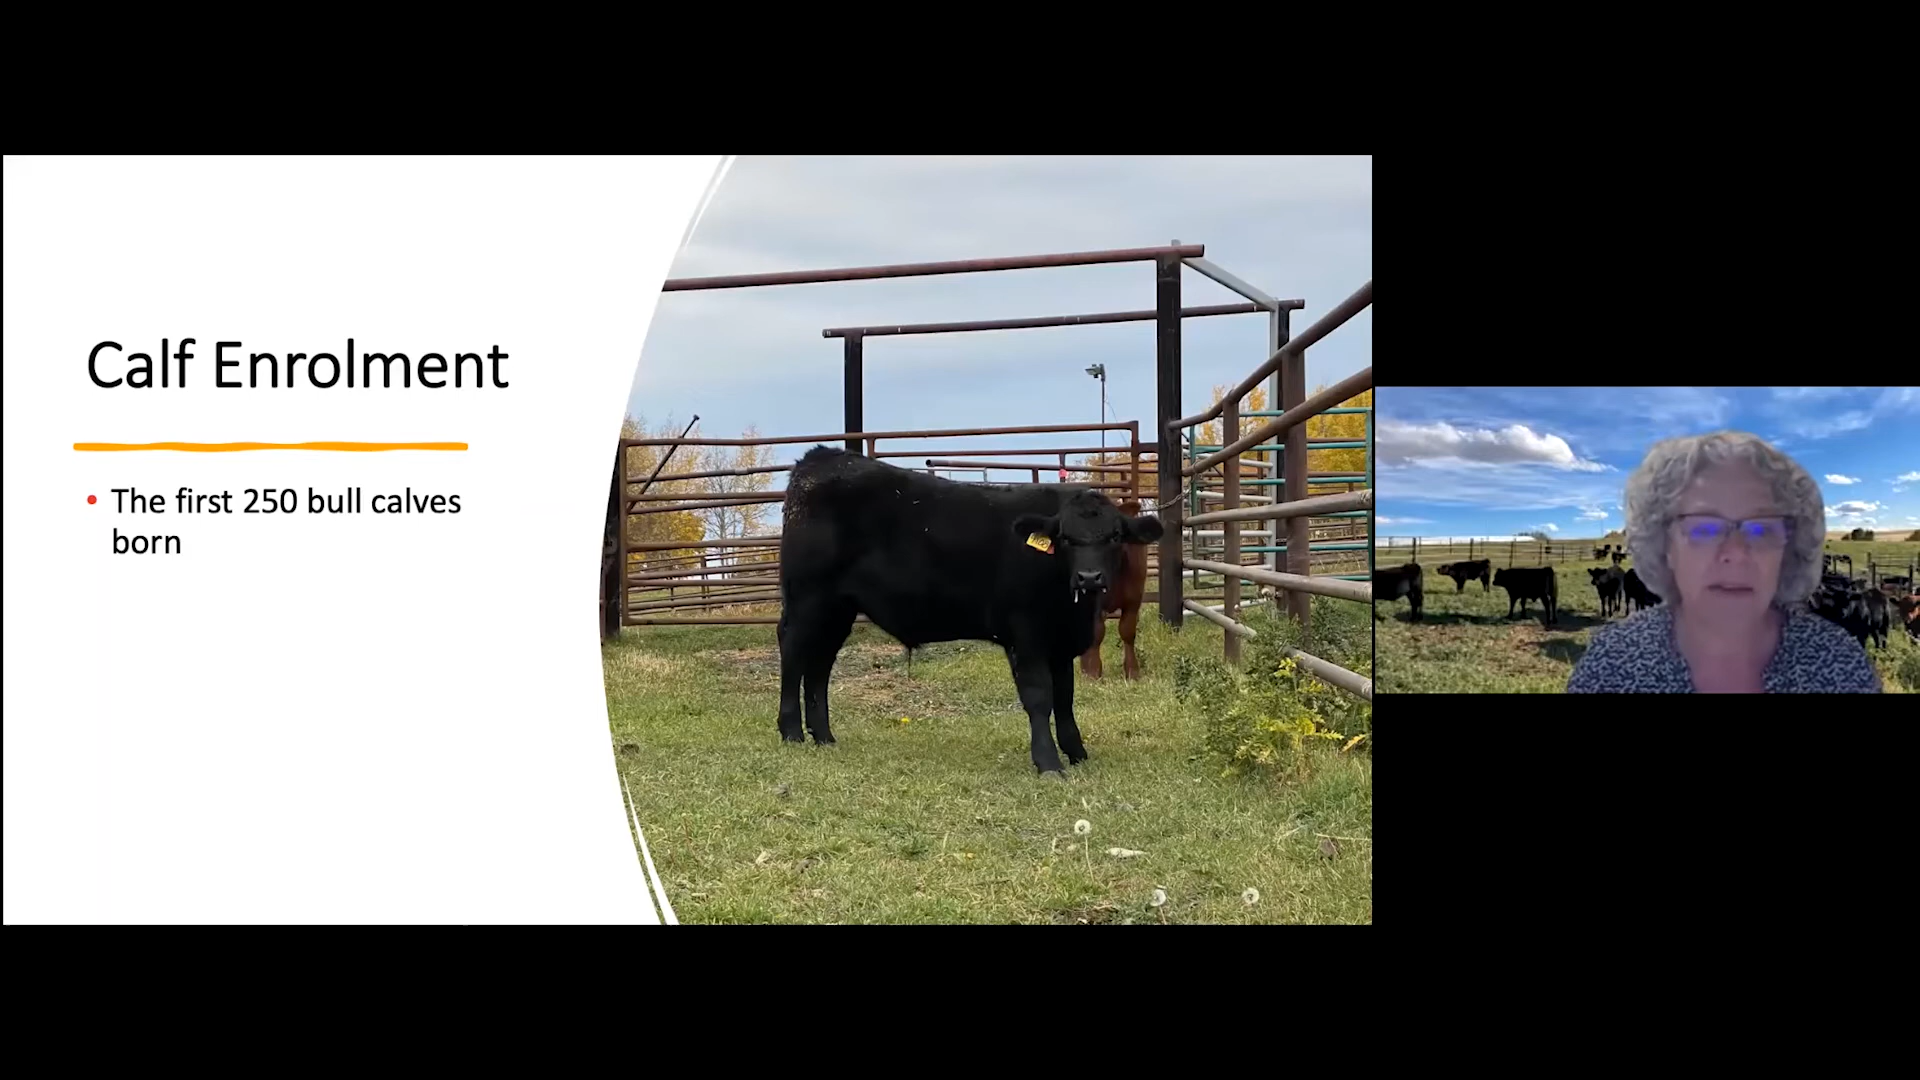 Calf Enrolment
• The first 250 bull calves
born